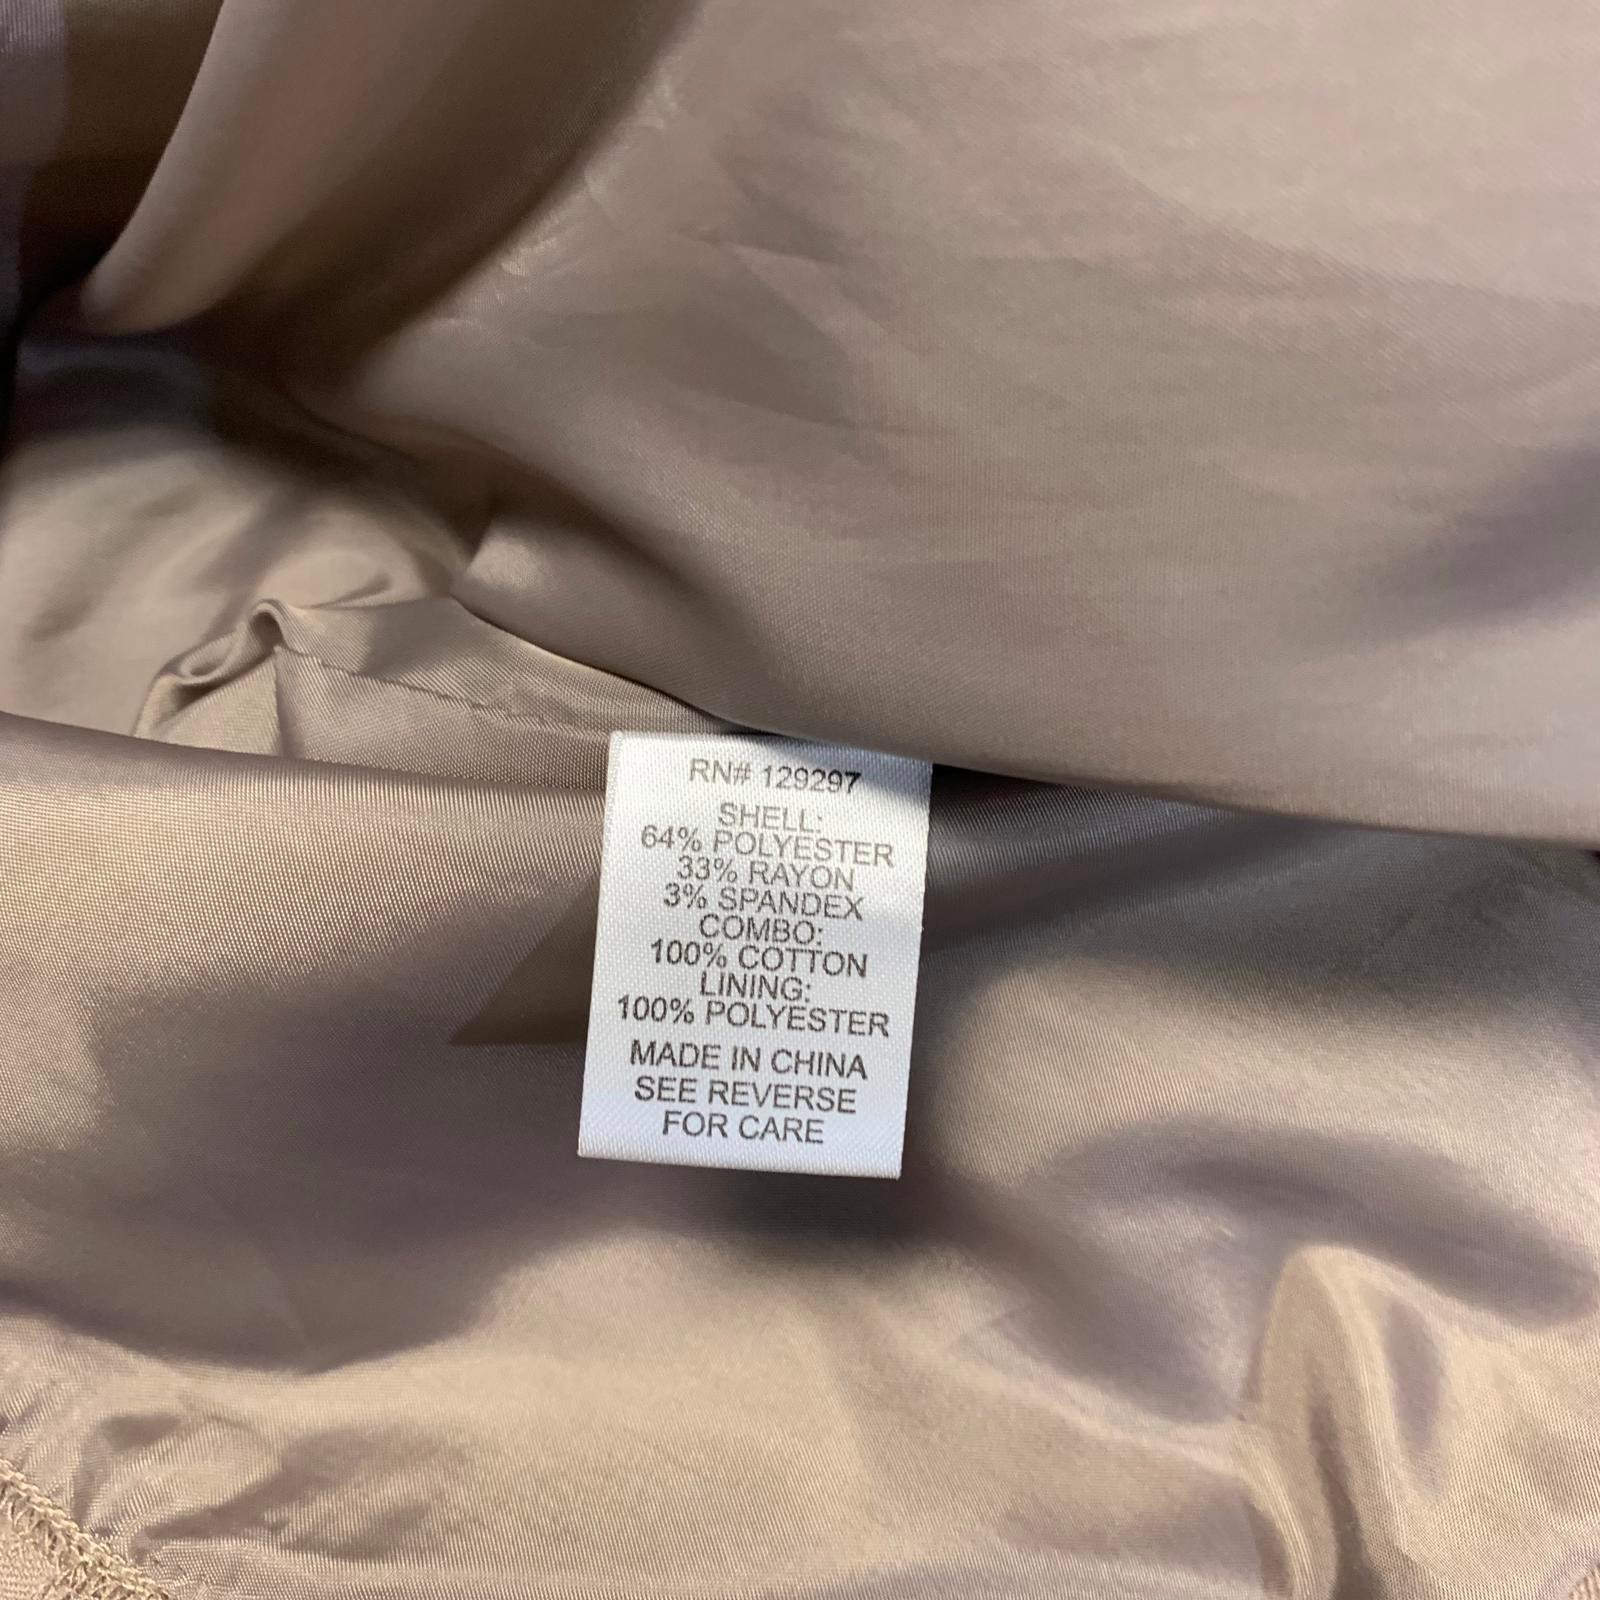 RN# 129297
SHELL:
64% POLYESTER
33% RAYON
3% SPANDEX
COMBO:
100% COTTON
LINING:
100% POLYESTER
MADE IN CHINA
SEE REVERSE
FOR CARE